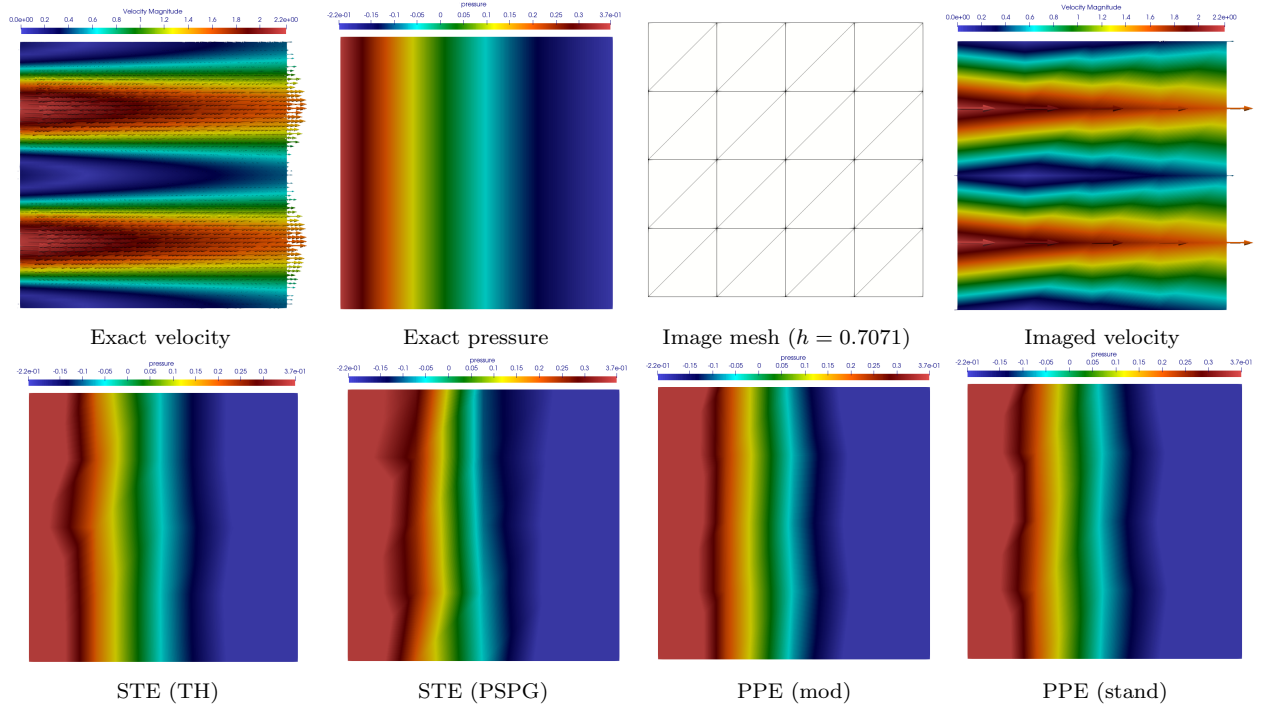 Velocity Magnitude
0.0e+00 0.2 0.4 0.6 0.8 1 1.2 1.4 1.6 1.8 2 2.2e+00
pressure
-2.2e-01 -0.15 -0.1 -0.05 0 0.05 0.1 0.15 0.2 0.25 0.3 3.7e-01
Velocity Magnitude
0.0e+00 0.2 0.4 0.6 0.8 1 1.2 1.4 1.6 1.8 2 2.2e+00
Exact velocity
Exact pressure
Image mesh (h = 0.7071)
Imaged velocity
pressure
-2.2e-01 -0.15 -0.1 -0.05 0 0.05 0.1 0.15 0.2 0.25 0.3 3.7e-01
pressure
-2.2e-01 -0.15 -0.1 -0.05 0 0.05 0.1 0.15 0.2 0.25 0.3 3.7e-01
pressure
-2.2e-01 -0.15 -0.1 -0.05 0 0.05 0.1 0.15 0.2 0.25 0.3 3.7e-01
pressure
-2.2e-01 -0.15 -0.1 -0.05 0 0.05 0.1 0.15 0.2 0.25 0.3 3.7e-01
STE (TH)
STE (PSPG)
PPE (mod)
PPE (stand)